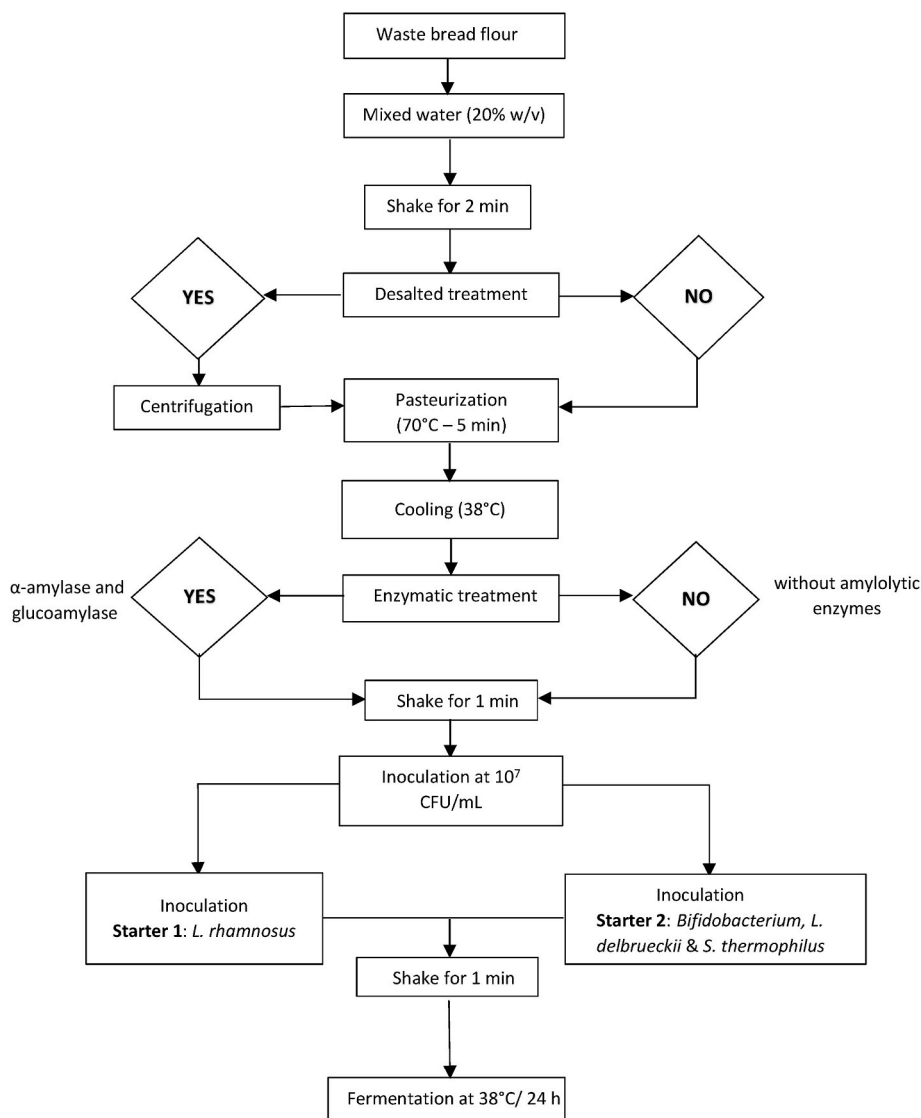 Waste bread flour
Mixed water (20% w/v)
Shake for 2 min
YES
Desalted treatment
NO
Centrifugation
Pasteurization
(70°C – 5 min)
Cooling (38°C)
α-amylase and
glucoamylase
YES
Enzymatic treatment
NO
without amylolytic
enzymes
Shake for 1 min
Inoculation at 10⁷
CFU/mL
Inoculation
Starter 1: L. rhamnosus
Inoculation
Starter 2: Bifidobacterium, L.
delbrueckii & S. thermophilus
Shake for 1 min
Fermentation at 38°C/ 24 h